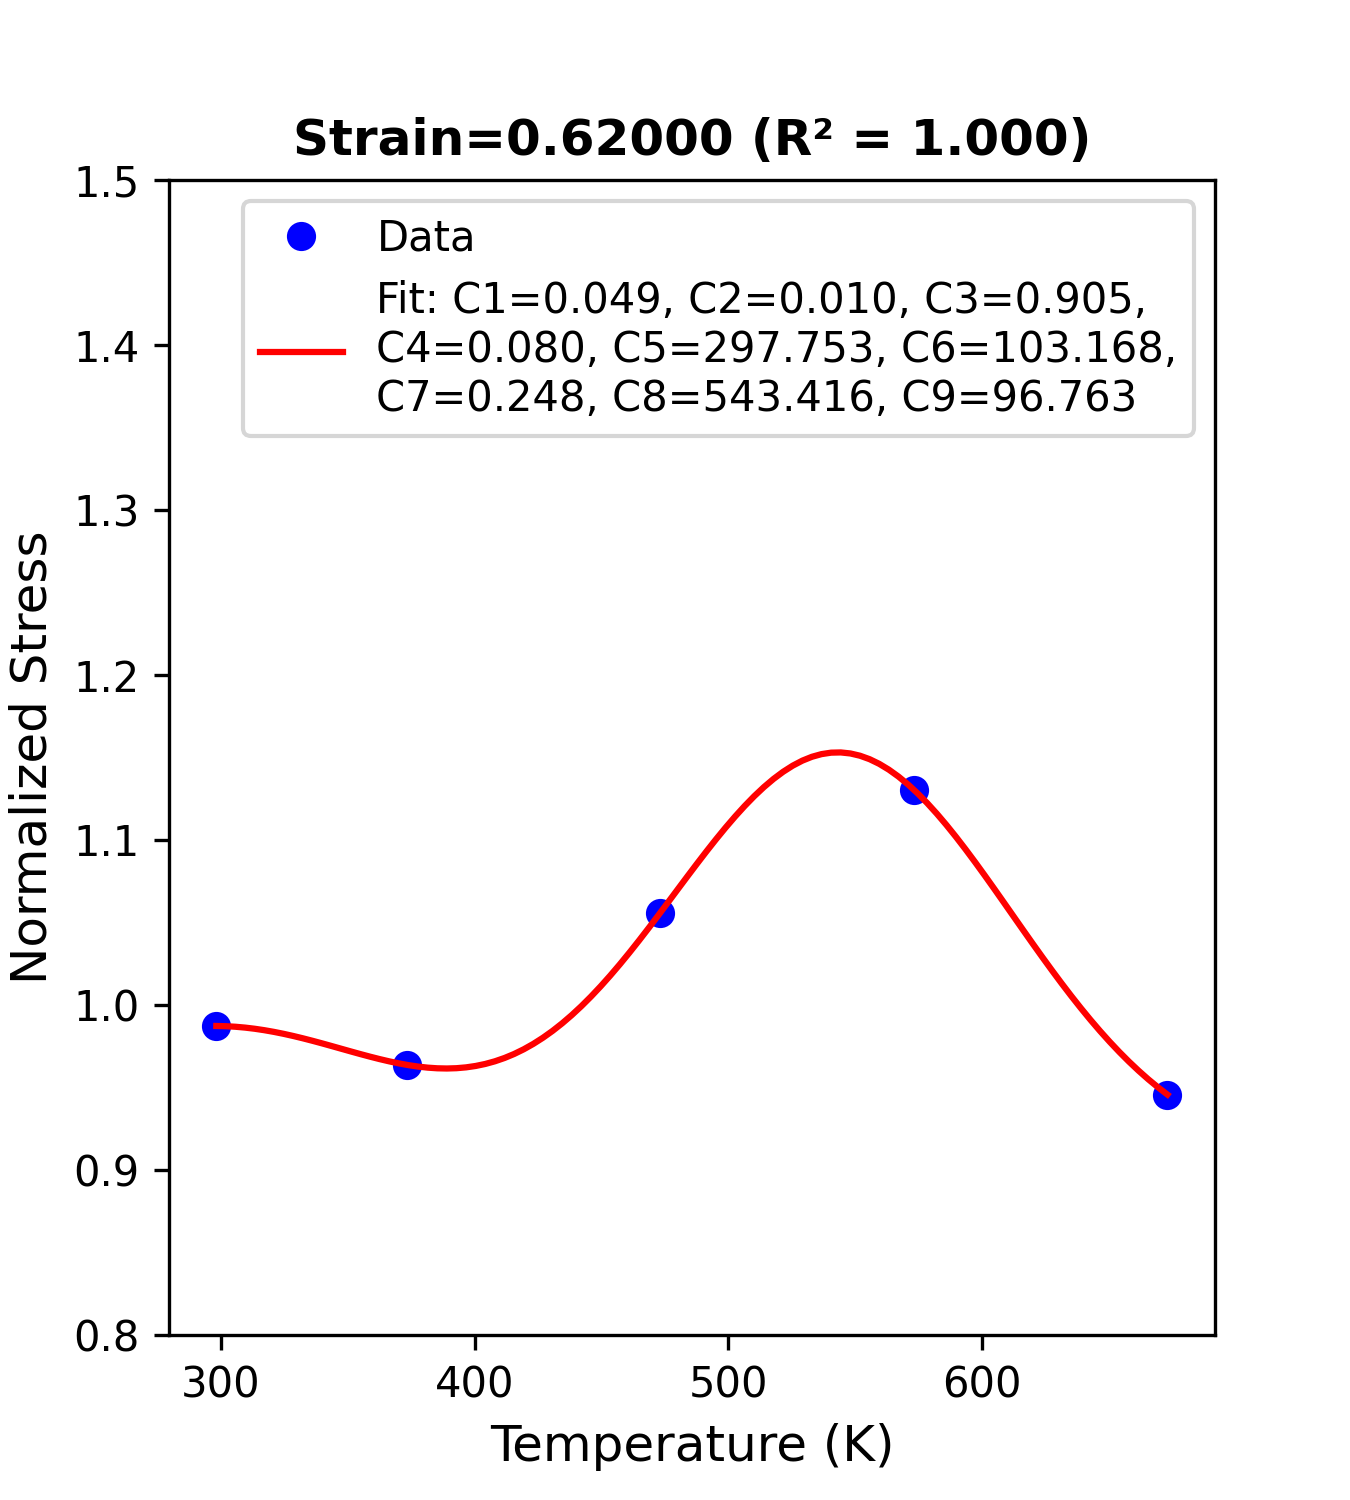 Strain=0.62000 (R² = 1.000)
1.5
1.4
1.3
1.2
1.1
1.0
0.9
0.8
Normalized Stress
Data
Fit: C1=0.049, C2=0.010, C3=0.905,
C4=0.080, C5=297.753, C6=103.168,
C7=0.248, C8=543.416, C9=96.763
300 400 500 600
Temperature (K)